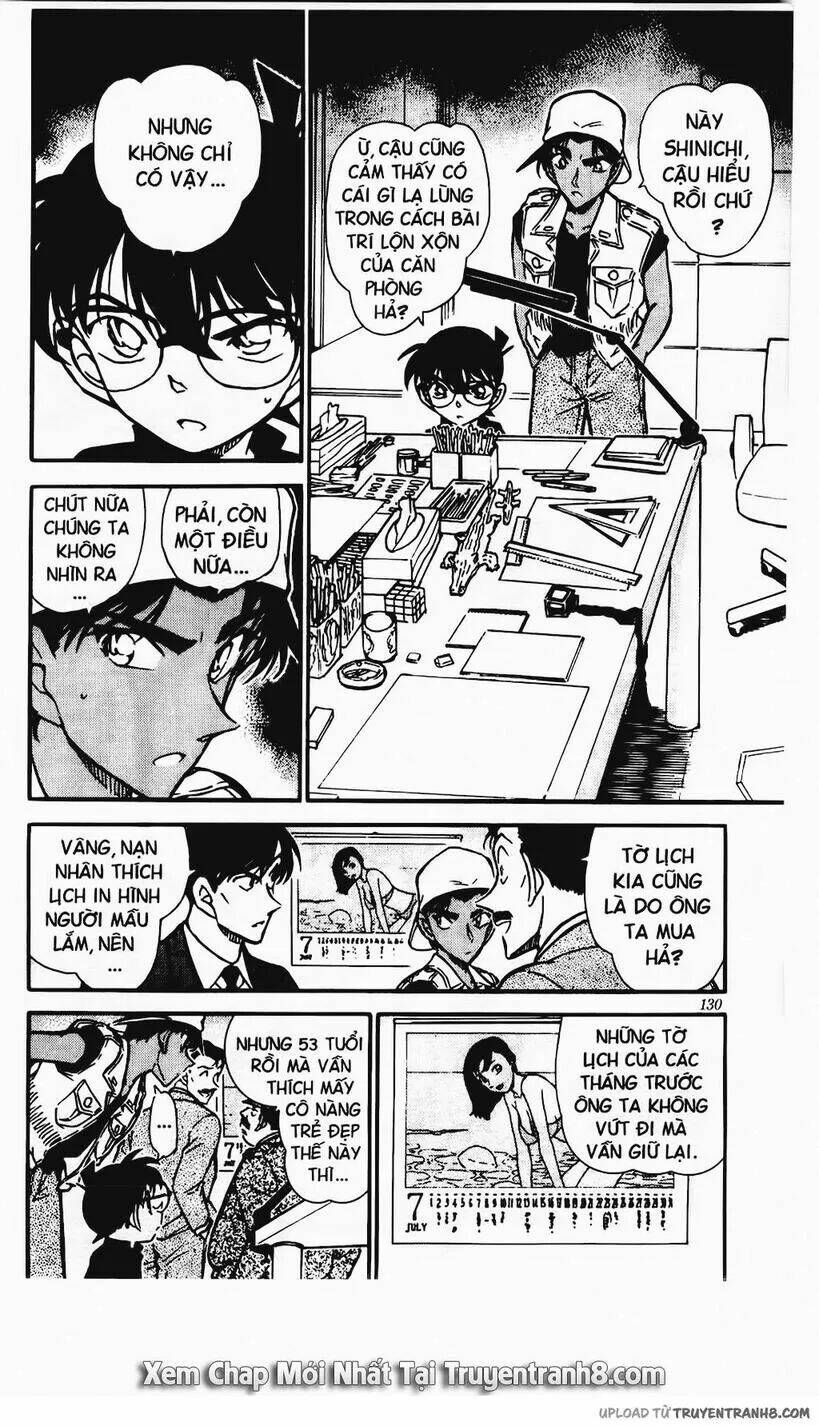 NÀY
SHINICHI,
CẬU HIỂU
RỒI CHỨ
?
Ừ, CẬU CŨNG
CẢM THẤY CÓ
CÁI GÌ LẠ LÙNG
TRONG CÁCH BÀI
TRÍ LỘN XỘN
CỦA CĂN
PHÒNG
HẢ?
NHƯNG
KHÔNG CHỈ
CÓ VẬY...
PHẢI, CÒN
MỘT ĐIỀU
NỮA...
CHÚT NỮA
CHÚNG TA
KHÔNG
NHÌN RA
...
TỜ LỊCH
KIA CŨNG
LÀ DO ÔNG
TA MUA
HẢ?
VÂNG, NẠN
NHÂN THÍCH
LỊCH IN HÌNH
NGƯỜI MẪU
LẮM, NÊN
...
7
130
NHỮNG TỜ
LỊCH CỦA CÁC
THÁNG TRƯỚC
ÔNG TA KHÔNG
VỨT ĐI MÀ
VẪN GIỮ LẠI.
7
JULY
NHƯNG 53 TUỔI
RỒI MÀ VẪN
THÍCH MẤY
CÔ NÀNG
TRẺ ĐẸP
THẾ NÀY
THÌ...
...
7
Xem Chap Mới Nhất Tại Truyentranh8.com
UPLOAD TỪ TRUYENTRANH8.COM